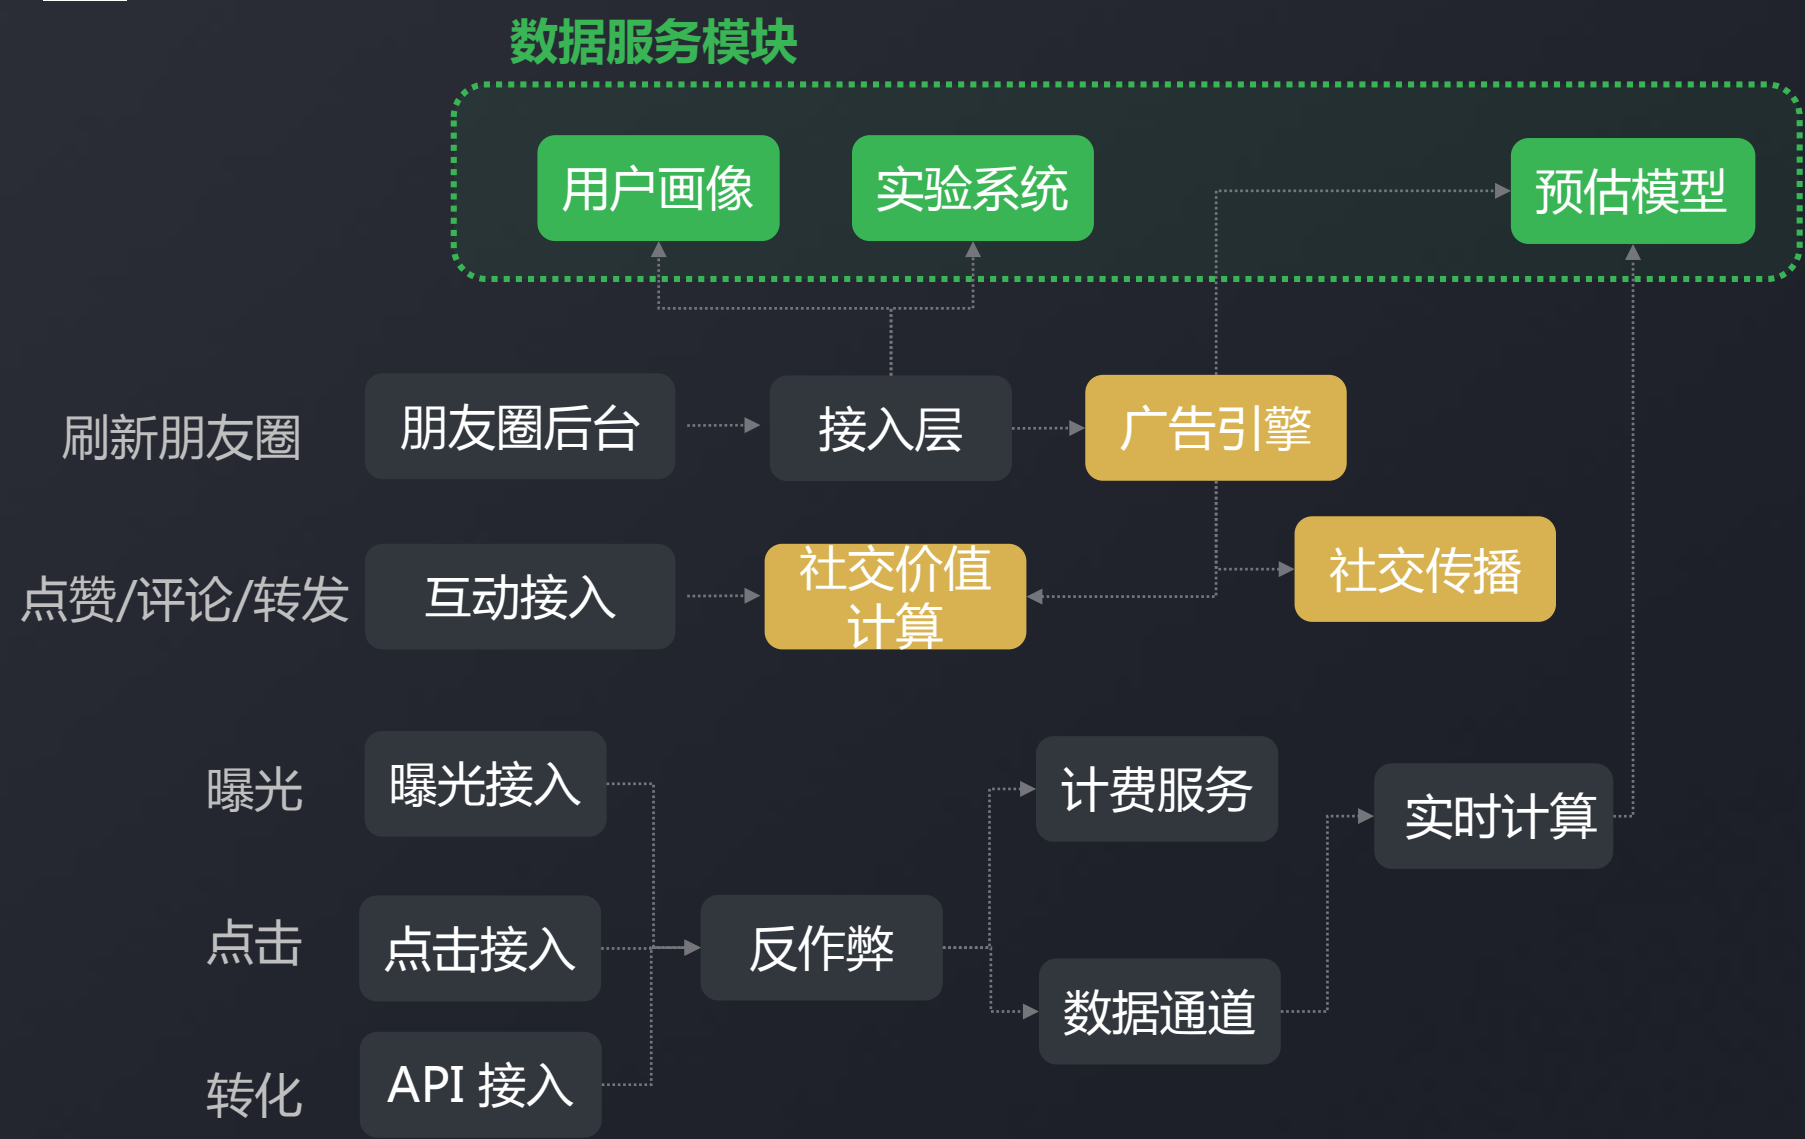 数据服务模块
用户画像
实验系统
预估模型
刷新朋友圈
朋友圈后台
接入层
广告引擎
点赞/评论/转发
互动接入
社交价值
计算
社交传播
曝光
曝光接入
计费服务
实时计算
点击
点击接入
反作弊
数据通道
转化
API 接入